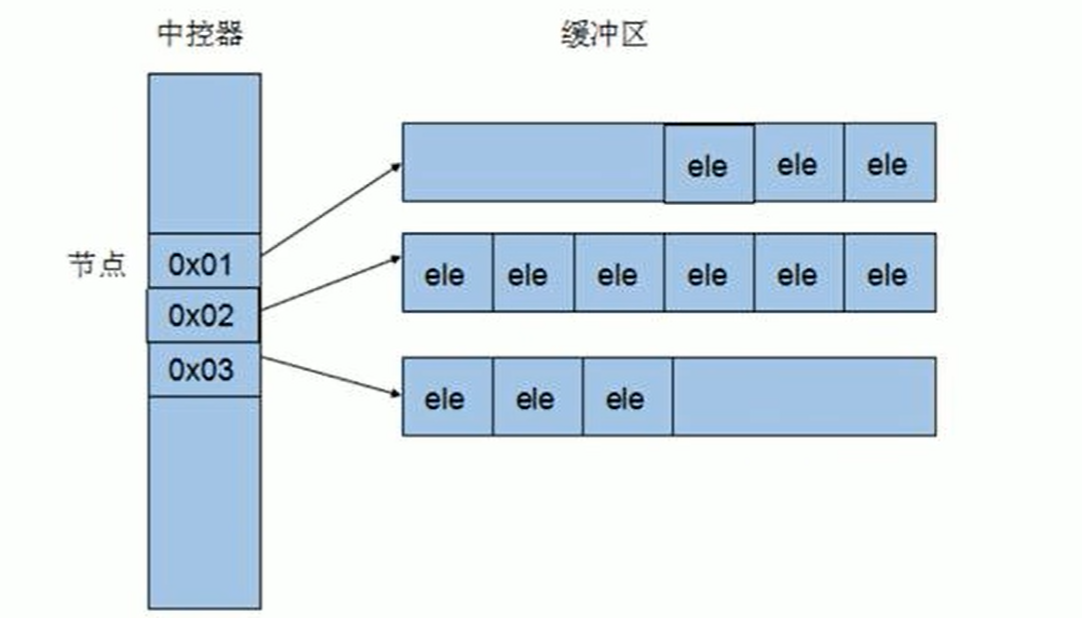 中控器
缓冲区
ele ele ele
节点
0x01
ele ele ele ele ele ele
0x02
0x03
ele ele ele